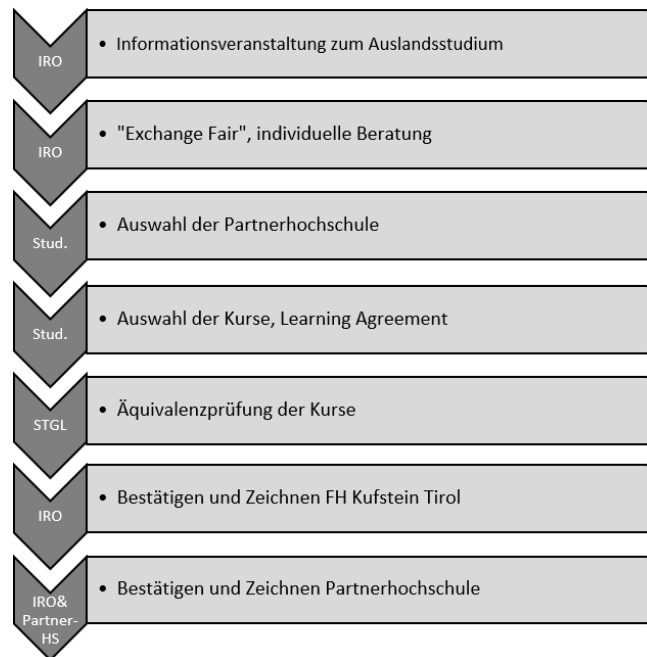 IRO
• Informationsveranstaltung zum Auslandsstudium
IRO
• "Exchange Fair", individuelle Beratung
Stud.
• Auswahl der Partnerhochschule
Stud.
• Auswahl der Kurse, Learning Agreement
STGL
• Äquivalenzprüfung der Kurse
IRO
• Bestätigen und Zeichnen FH Kufstein Tirol
IRO&
Partner-
HS
• Bestätigen und Zeichnen Partnerhochschule